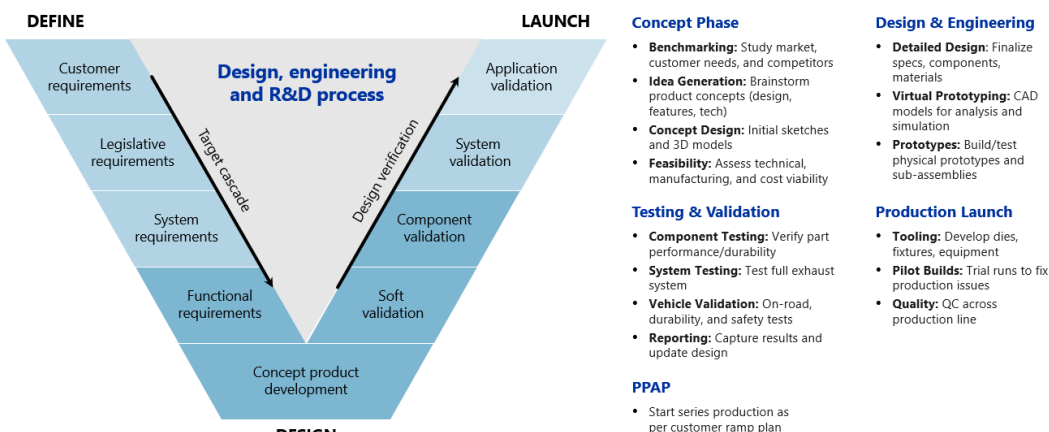 DEFINE
LAUNCH
Customer
requirements
Legislative
requirements
System
requirements
Functional
requirements
Concept product
development
Design, engineering
and R&D process
Target cascade
Design verification
Application
validation
System
validation
Component
validation
Soft
validation
DESIGN
Concept Phase
• Benchmarking: Study market,
customer needs, and competitors
• Idea Generation: Brainstorm
product concepts (design,
features, tech)
• Concept Design: Initial sketches
and 3D models
• Feasibility: Assess technical,
manufacturing, and cost viability
Testing & Validation
• Component Testing: Verify part
performance/durability
• System Testing: Test full exhaust
system
• Vehicle Validation: On-road,
durability, and safety tests
• Reporting: Capture results and
update design
PPAP
• Start series production as
per customer ramp plan
Design & Engineering
• Detailed Design: Finalize
specs, components,
materials
• Virtual Prototyping: CAD
models for analysis and
simulation
• Prototypes: Build/test
physical prototypes and
sub-assemblies
Production Launch
• Tooling: Develop dies,
fixtures, equipment
• Pilot Builds: Trial runs to fix
production issues
• Quality: QC across
production line